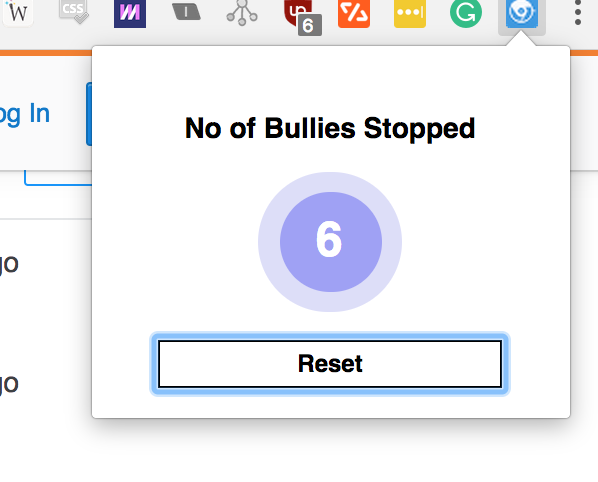 W CSS
6
og In
No of Bullies Stopped
6
go
Reset
go